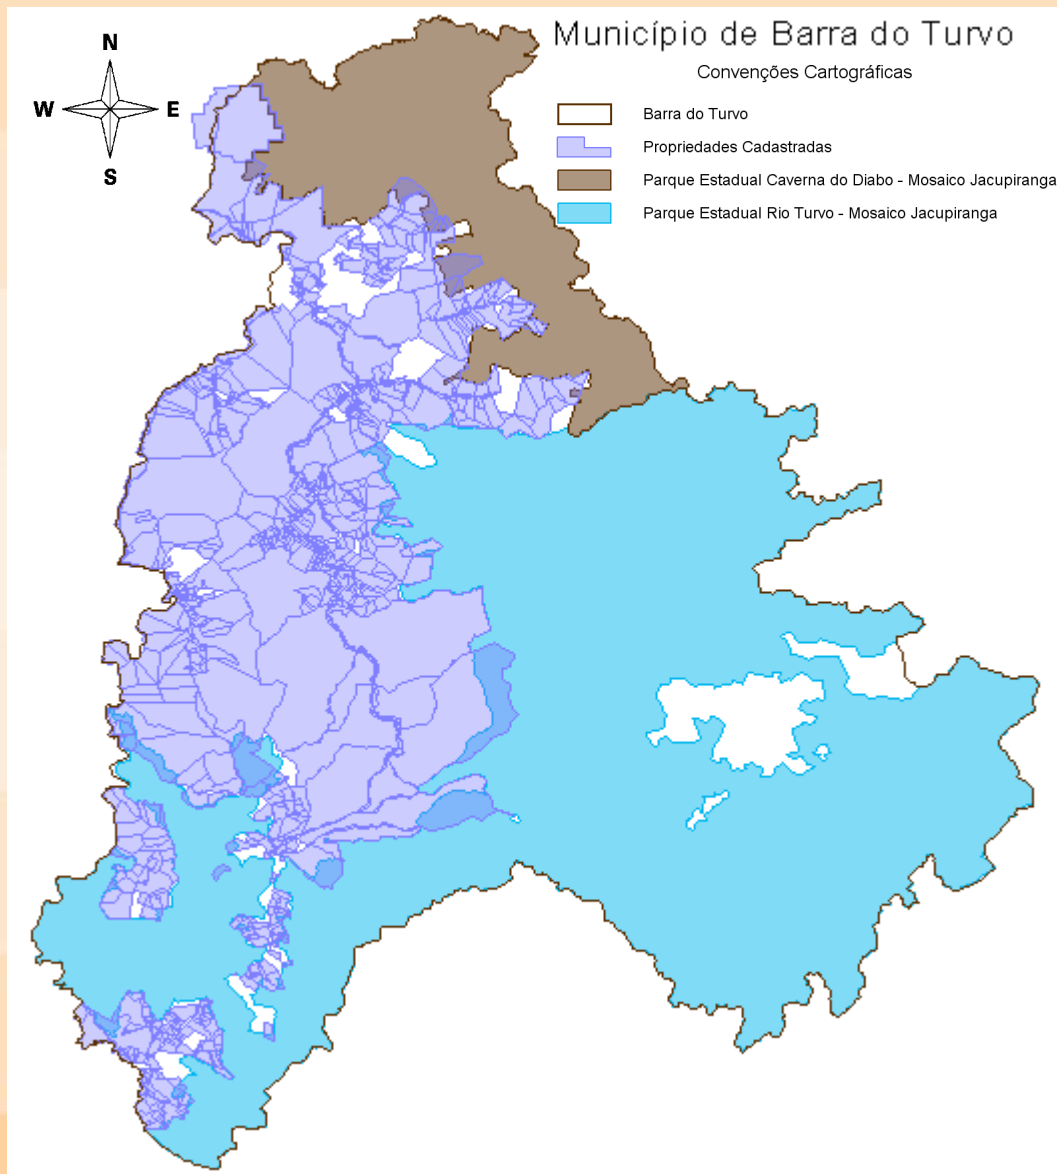 Município de Barra do Turvo
Convenções Cartográficas
N
W E
S
Barra do Turvo
Propriedades Cadastradas
Parque Estadual Caverna do Diabo - Mosaico Jacupiranga
Parque Estadual Rio Turvo - Mosaico Jacupiranga